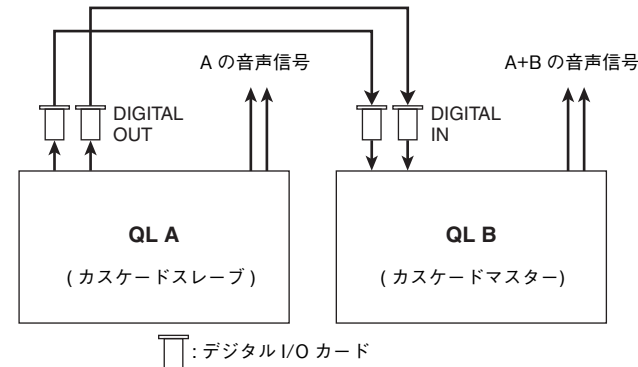 A の音声信号
A+B の音声信号
DIGITAL
OUT
DIGITAL
IN
QL A
( カスケードスレーブ )
QL B
( カスケードマスター)
: デジタル I/O カード